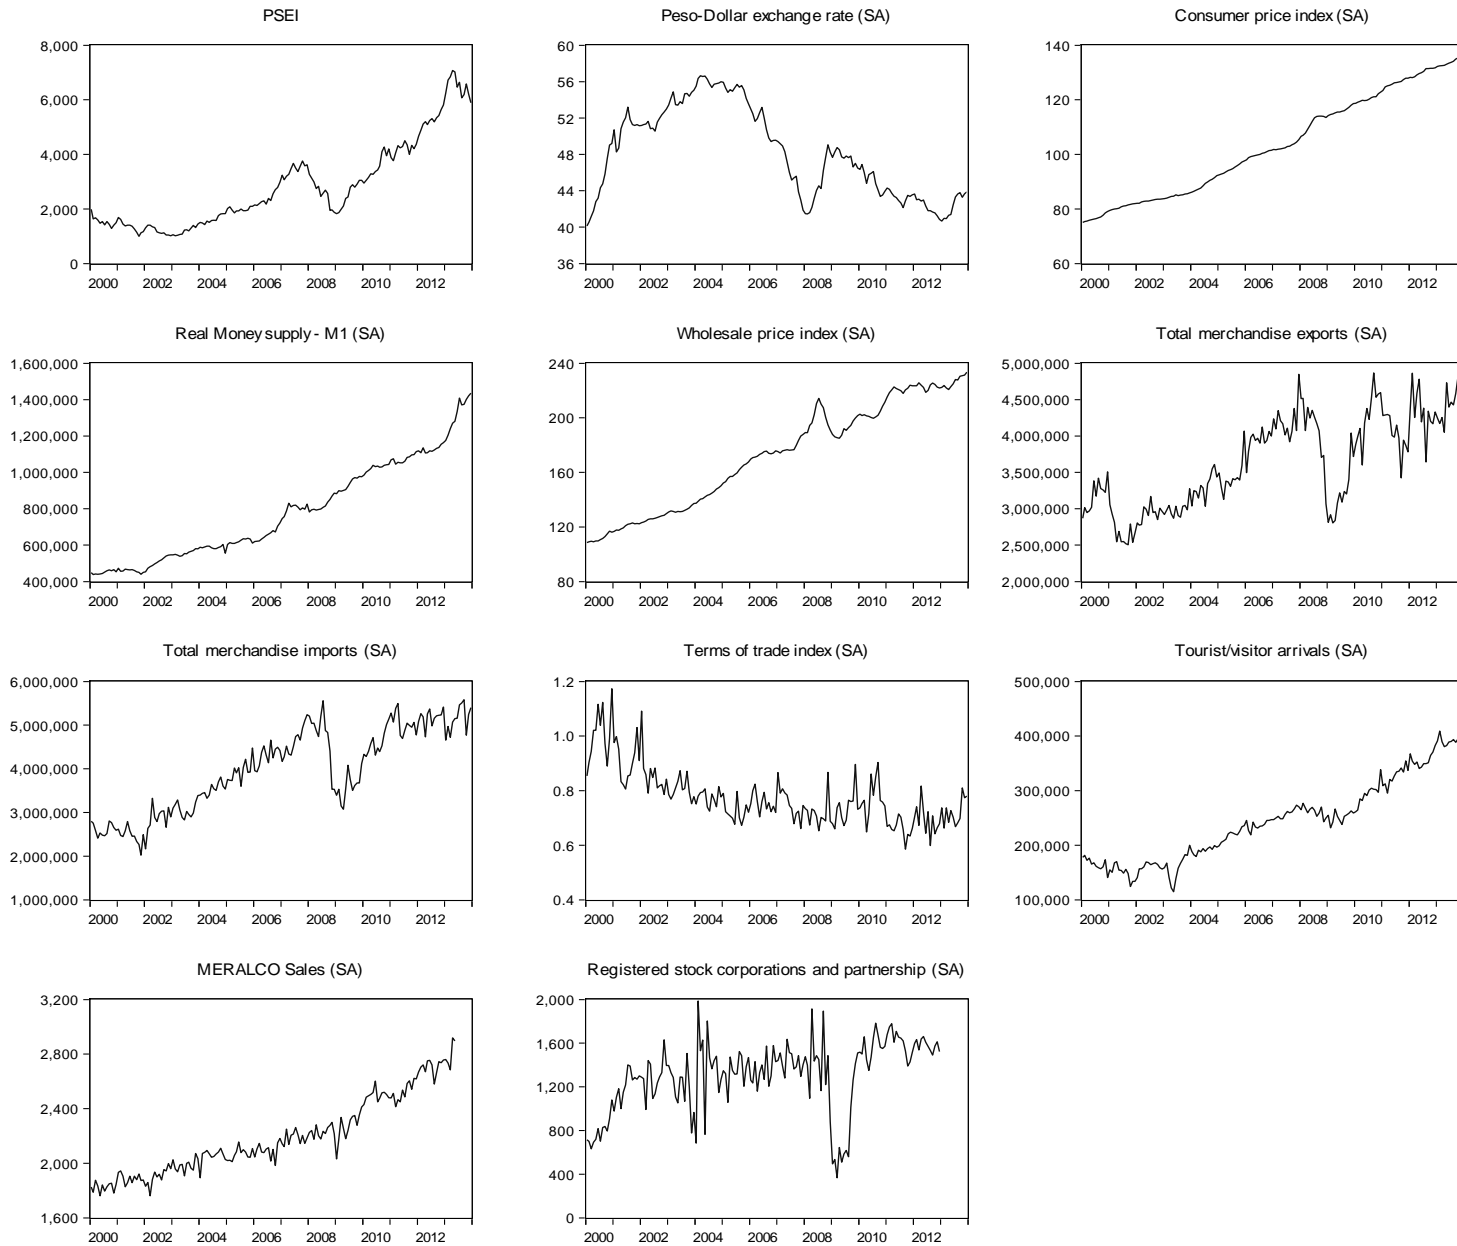 PSEI
8,000
6,000
4,000
2,000
0
2000 2002 2004 2006 2008 2010 2012
Peso-Dollar exchange rate (SA)
60
56
52
48
44
40
36
2000 2002 2004 2006 2008 2010 2012
Consumer price index (SA)
140
120
100
80
60
2000 2002 2004 2006 2008 2010 2012
Real Money supply - M1 (SA)
1,600,000
1,400,000
1,200,000
1,000,000
800,000
600,000
400,000
2000 2002 2004 2006 2008 2010 2012
Wholesale price index (SA)
240
200
160
120
80
2000 2002 2004 2006 2008 2010 2012
Total merchandise exports (SA)
5,000,000
4,500,000
4,000,000
3,500,000
3,000,000
2,500,000
2,000,000
2000 2002 2004 2006 2008 2010 2012
Total merchandise imports (SA)
6,000,000
5,000,000
4,000,000
3,000,000
2,000,000
1,000,000
2000 2002 2004 2006 2008 2010 2012
Terms of trade index (SA)
1.2
1.0
0.8
0.6
0.4
2000 2002 2004 2006 2008 2010 2012
Tourist/visitor arrivals (SA)
500,000
400,000
300,000
200,000
100,000
2000 2002 2004 2006 2008 2010 2012
MERALCO Sales (SA)
3,200
2,800
2,400
2,000
1,600
2000 2002 2004 2006 2008 2010 2012
Registered stock corporations and partnership (SA)
2,000
1,600
1,200
800
400
0
2000 2002 2004 2006 2008 2010 2012